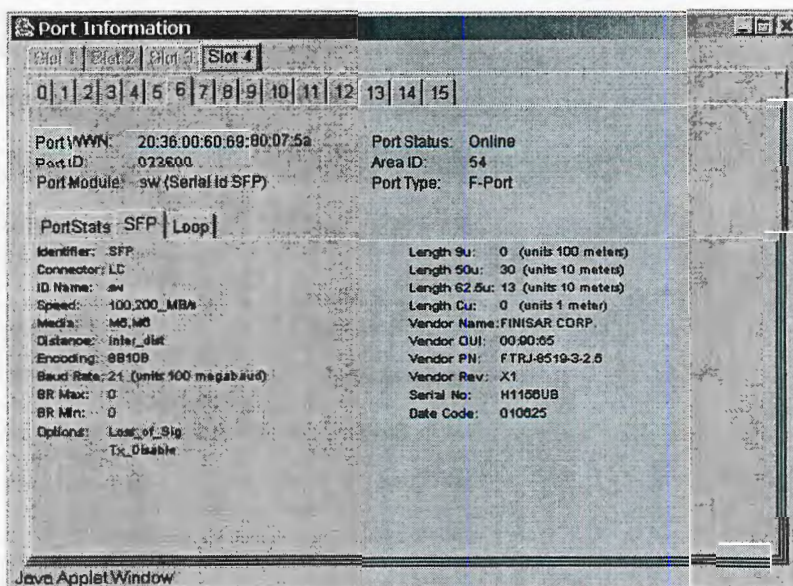 Port Information
Slot 1 Slot 2 Slot 3 Slot 4
0 1 2 3 4 5 6 7 8 9 10 11 12 13 14 15
Port WWN: 20:36:00:60:69:80:07:5a
Port ID: 023600
Port Module: sw (Serial Id SFP)
Port Status: Online
Area ID: 54
Port Type: F-Port
PortStats SFP Loop
Identifier: SFP
Connector: LC
ID Name: sw
Speed: 100,200_MB/s
Media: M5,M6
Distance: Inter_dist
Encoding: 8B10B
Baud Rate: 21 (units 100 megabaud)
BR Max: 0
BR Min: 0
Options: Loss_of_Sig
Tx_Disable
Length 9u: 0 (units 100 meters)
Length 50u: 30 (units 10 meters)
Length 62.5u: 13 (units 10 meters)
Length Cu: 0 (units 1 meter)
Vendor Name: FINISAR CORP.
Vendor OUI: 00:90:65
Vendor PN: FTRJ-8519-3-2.5
Vendor Rev: X1
Serial No: H1156UB
Date Code: 010625
Java Applet Window